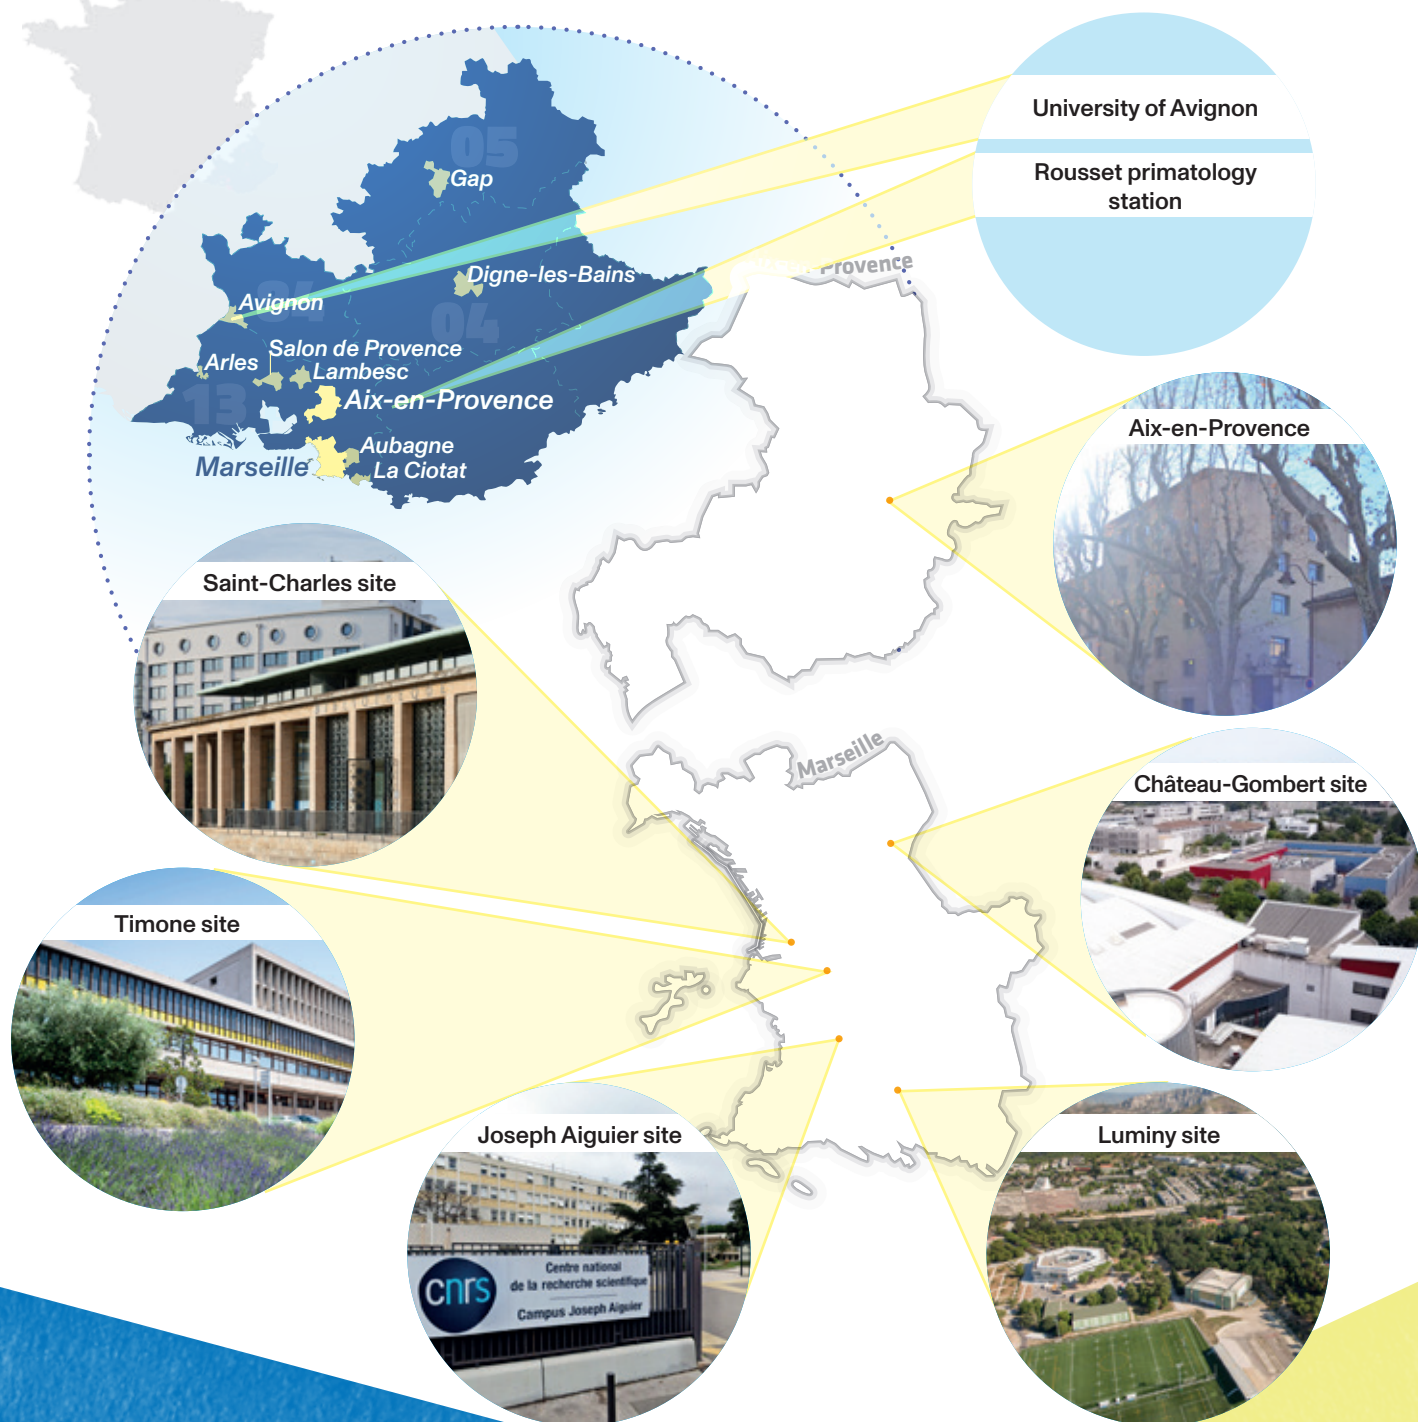 University of Avignon
Rousset primatology
station
05
Gap
Digne-les-Bains
04
84
Avignon
Salon de Provence
Arles
Lambesc
13
Aix-en-Provence
Aubagne
Marseille
La Ciotat
Provence
Aix-en-Provence
Saint-Charles site
Marseille
Château-Gombert site
Timone site
Joseph Aiguier site
Luminy site
cnrs
Centre national
de la recherche scientifique
Campus Joseph Aiguier